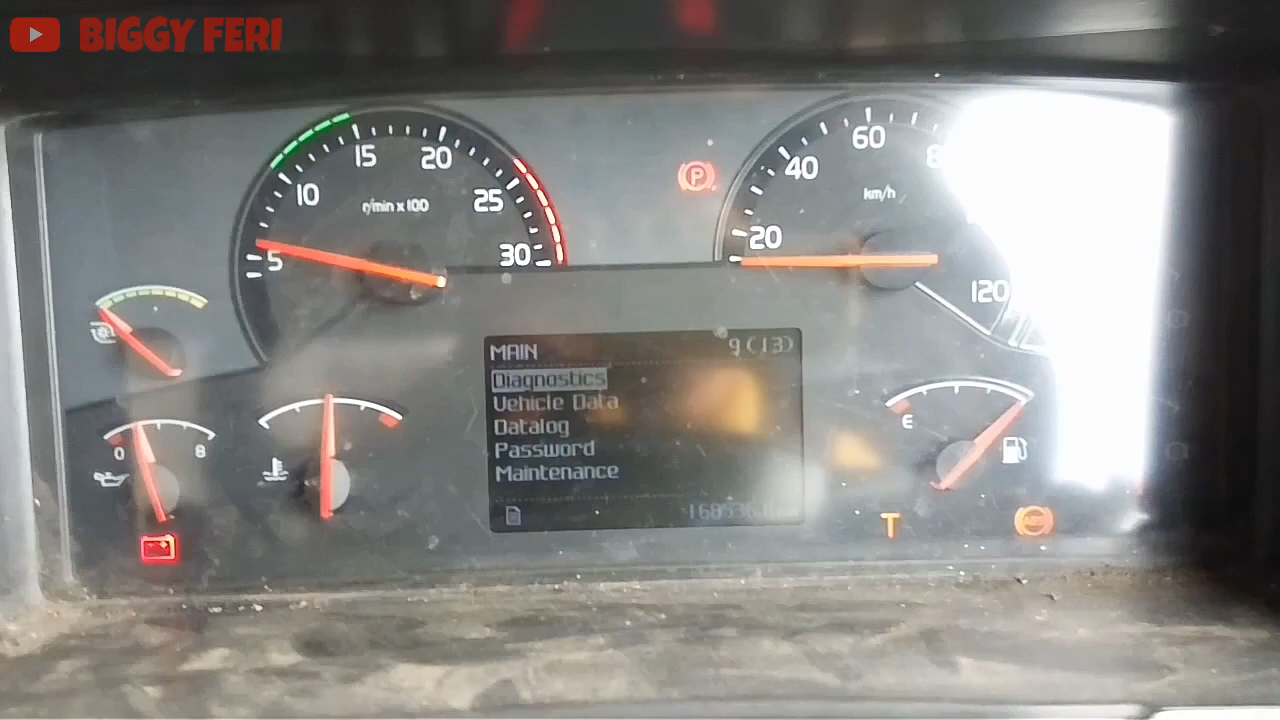 BIGGY FERI
15
20
10
25
r/min x 100
5
30
P
60
40
km/h
20
120
MAIN 9(13)
Diagnostics
Vehicle Data
Datalog
Password
Maintenance
E
0 8
T